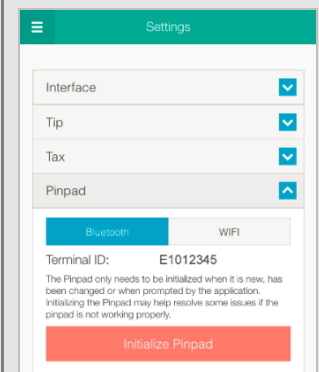 Settings
Interface
Tip
Tax
Pinpad
Bluetooth WIFI
Terminal ID: E1012345
The Pinpad only needs to be initialized when it is new, has
been changed or when prompted by the application.
Initializing the Pinpad may help resolve some issues if the
pinpad is not working properly.
Initialize Pinpad